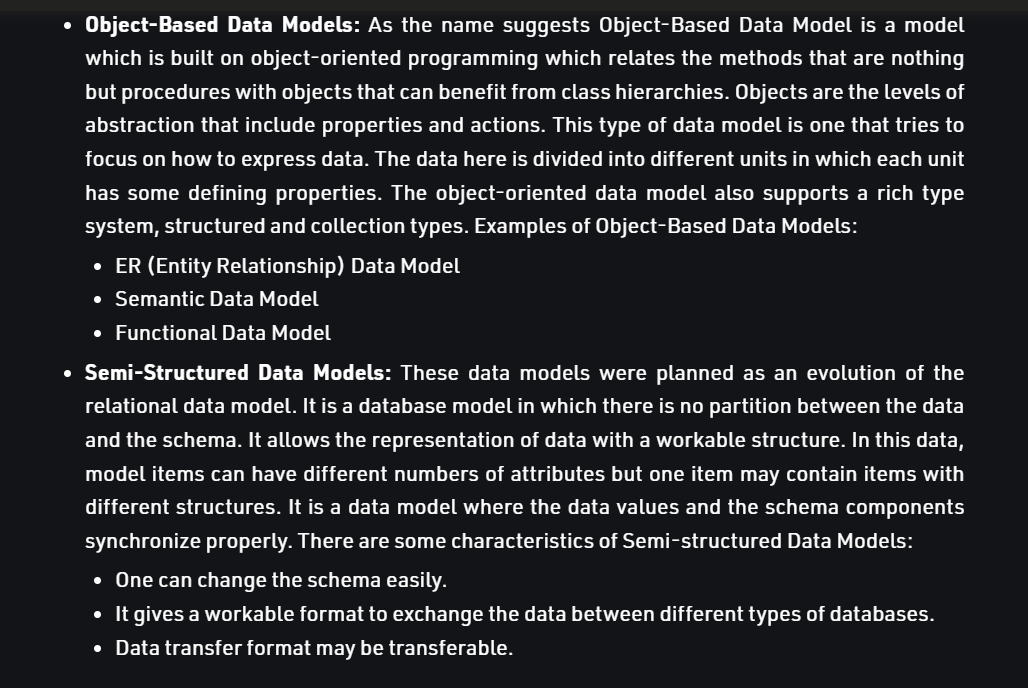 • Object-Based Data Models: As the name suggests Object-Based Data Model is a model
which is built on object-oriented programming which relates the methods that are nothing
but procedures with objects that can benefit from class hierarchies. Objects are the levels of
abstraction that include properties and actions. This type of data model is one that tries to
focus on how to express data. The data here is divided into different units in which each unit
has some defining properties. The object-oriented data model also supports a rich type
system, structured and collection types. Examples of Object-Based Data Models:
• ER (Entity Relationship) Data Model
• Semantic Data Model
• Functional Data Model
• Semi-Structured Data Models: These data models were planned as an evolution of the
relational data model. It is a database model in which there is no partition between the data
and the schema. It allows the representation of data with a workable structure. In this data,
model items can have different numbers of attributes but one item may contain items with
different structures. It is a data model where the data values and the schema components
synchronize properly. There are some characteristics of Semi-structured Data Models:
• One can change the schema easily.
• It gives a workable format to exchange the data between different types of databases.
• Data transfer format may be transferable.